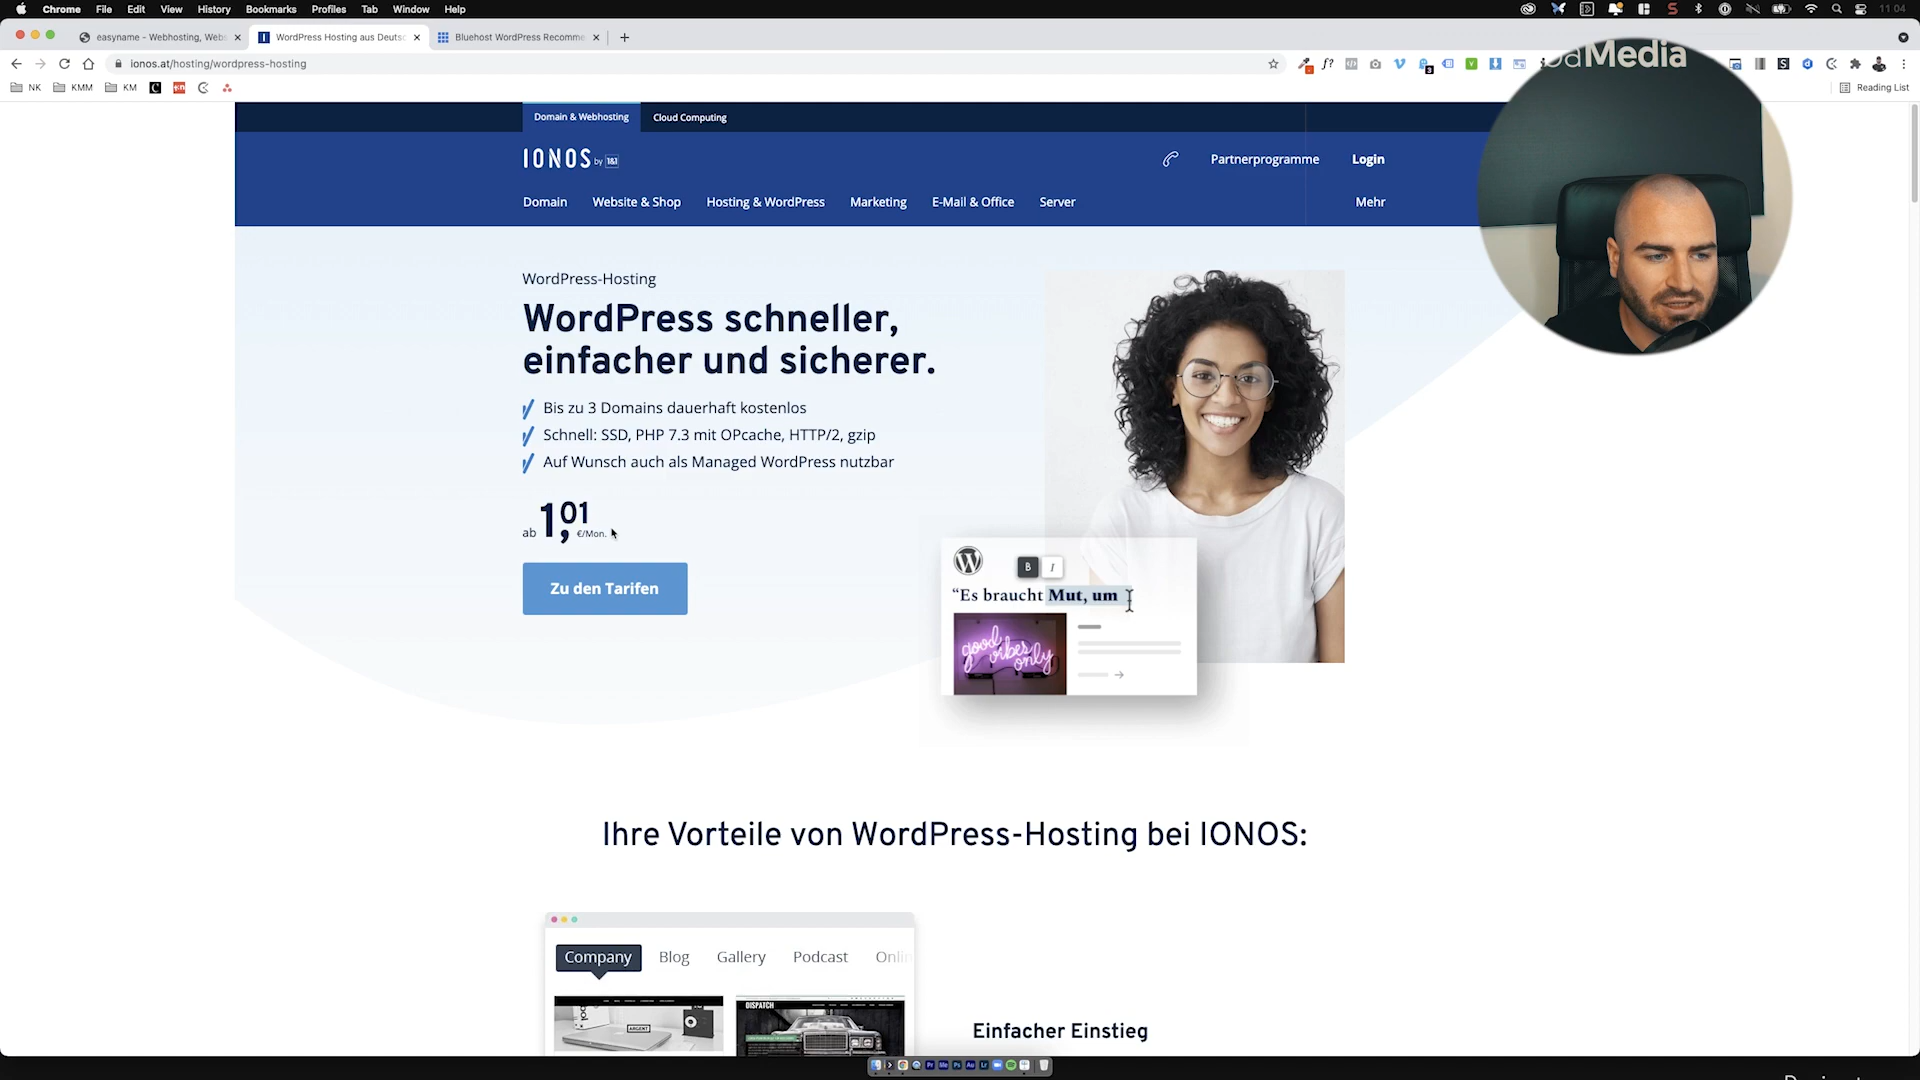 Chrome File Edit View History Bookmarks Profiles Tab Window Help 11 04
easyname - Webhosting, Webs
WordPress Hosting aus Deutsc
Bluehost WordPress Recomme
ionos.at/hosting/wordpress-hosting
NK KMM KM Reading List
Media
Domain & Webhosting Cloud Computing
IONOS by 1&1
Partnerprogramme Login
Domain Website & Shop Hosting & WordPress Marketing E-Mail & Office Server Mehr
WordPress-Hosting
WordPress schneller,
einfacher und sicherer.
Bis zu 3 Domains dauerhaft kostenlos
Schnell: SSD, PHP 7.3 mit OPcache, HTTP/2, gzip
Auf Wunsch auch als Managed WordPress nutzbar
ab 1,01 €/Mon.
Zu den Tarifen
B I
“Es braucht Mut, um
good vibes only
Ihre Vorteile von WordPress-Hosting bei IONOS:
Company Blog Gallery Podcast Onlin
ARGENT
DISPATCH
Einfacher Einstieg